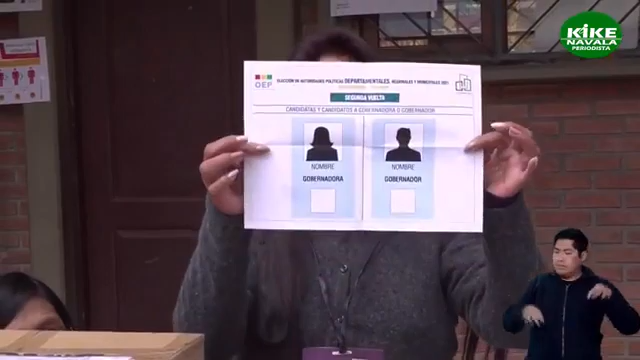 KIKE
NAVALA
PERIODISTA
OEP
ELECCIÓN DE AUTORIDADES POLÍTICAS DEPARTAMENTALES, REGIONALES Y MUNICIPALES 2021
SEGUNDA VUELTA
CANDIDATAS Y CANDIDATOS A GOBERNADORA O GOBERNADOR
NOMBRE NOMBRE
GOBERNADORA GOBERNADOR